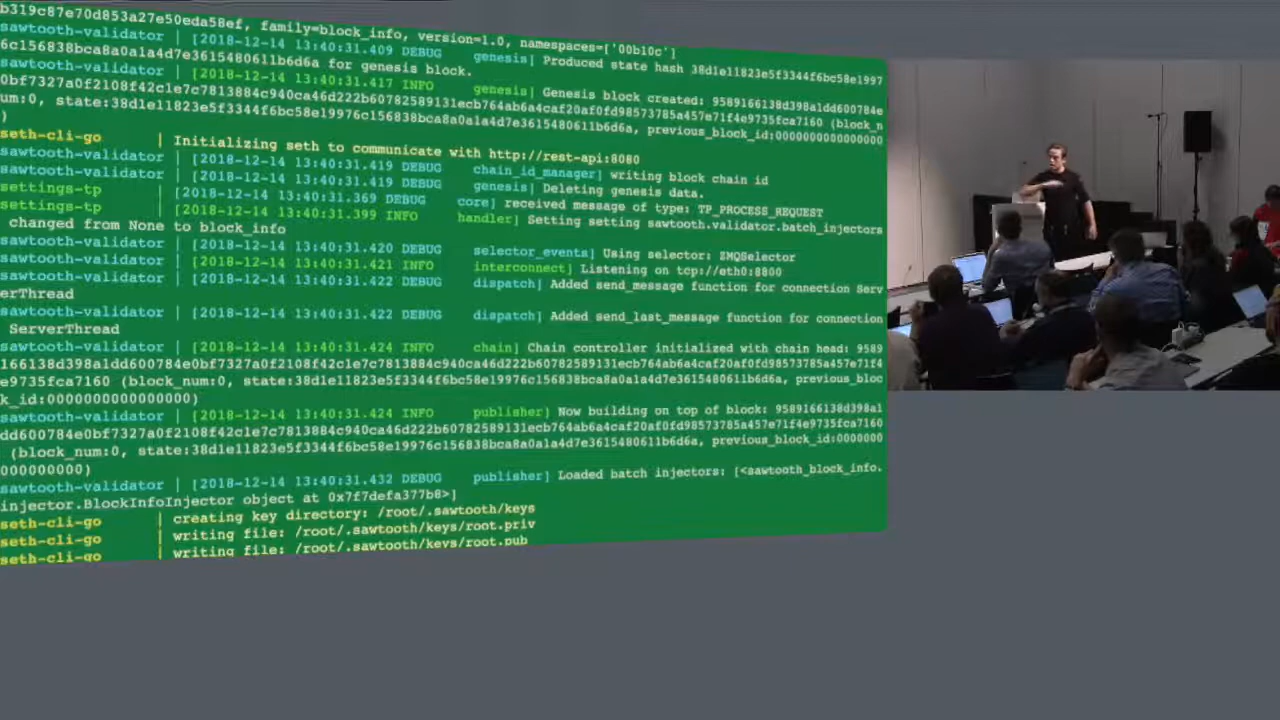 b319c87e70d853a27e50eda58ef, family=block_info, version=1.0, namespaces=['00b10c']
sawtooth-validator | [2018-12-14 13:40:31.409 DEBUG    genesis] Produced state hash 38d1e11823e5f3344f6bc58e1997
6c156838bca8a0a1a4d7e3615480611b6d6a for genesis block.
sawtooth-validator | [2018-12-14 13:40:31.417 INFO     genesis] Genesis block created: 9589166138d398a1dd600784e
0bf7327a0f2108f42c1e7c7813884c940ca46d222b60782589131ecb764ab6a4caf20af0fd98573785a457e71f4e9735fca7160 (block_n
um:0, state:38d1e11823e5f3344f6bc58e19976c156838bca8a0a1a4d7e3615480611b6d6a, previous_block_id:0000000000000000
)
seth-cli-go        | Initializing seth to communicate with http://rest-api:8080
sawtooth-validator | [2018-12-14 13:40:31.419 DEBUG    chain_id_manager] writing block chain id
sawtooth-validator | [2018-12-14 13:40:31.419 DEBUG    genesis] Deleting genesis data.
settings-tp        | [2018-12-14 13:40:31.369 DEBUG    core] received message of type: TP_PROCESS_REQUEST
settings-tp        | [2018-12-14 13:40:31.399 INFO     handler] Setting setting sawtooth.validator.batch_injectors
changed from None to block_info
sawtooth-validator | [2018-12-14 13:40:31.420 DEBUG    selector_events] Using selector: ZMQSelector
sawtooth-validator | [2018-12-14 13:40:31.421 INFO     interconnect] Listening on tcp://eth0:8800
sawtooth-validator | [2018-12-14 13:40:31.422 DEBUG    dispatch] Added send_message function for connection Serv
erThread
sawtooth-validator | [2018-12-14 13:40:31.422 DEBUG    dispatch] Added send_last_message function for connection
ServerThread
sawtooth-validator | [2018-12-14 13:40:31.424 INFO     chain] Chain controller initialized with chain head: 9589
166138d398a1dd600784e0bf7327a0f2108f42c1e7c7813884c940ca46d222b60782589131ecb764ab6a4caf20af0fd98573785a457e71f4
e9735fca7160 (block_num:0, state:38d1e11823e5f3344f6bc58e19976c156838bca8a0a1a4d7e3615480611b6d6a, previous_bloc
k_id:0000000000000000)
sawtooth-validator | [2018-12-14 13:40:31.424 INFO     publisher] Now building on top of block: 9589166138d398a1
dd600784e0bf7327a0f2108f42c1e7c7813884c940ca46d222b60782589131ecb764ab6a4caf20af0fd98573785a457e71f4e9735fca7160
(block_num:0, state:38d1e11823e5f3344f6bc58e19976c156838bca8a0a1a4d7e3615480611b6d6a, previous_block_id:0000000
000000000)
sawtooth-validator | [2018-12-14 13:40:31.432 DEBUG    publisher] Loaded batch injectors: [<sawtooth_block_info.
injector.BlockInfoInjector object at 0x7f7defa377b8>]
seth-cli-go        | creating key directory: /root/.sawtooth/keys
seth-cli-go        | writing file: /root/.sawtooth/keys/root.priv
seth-cli-go        | writing file: /root/.sawtooth/keys/root.pub